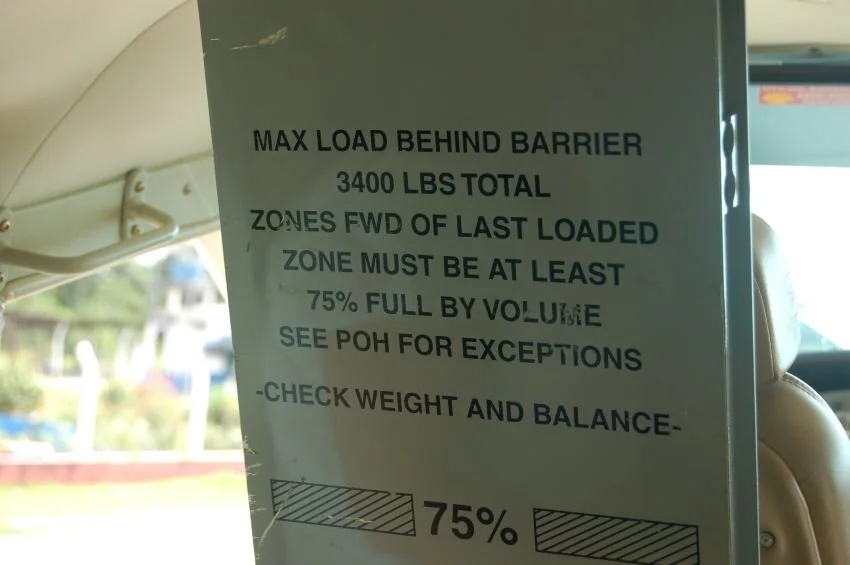 MAX LOAD BEHIND BARRIER
3400 LBS TOTAL
ZONES FWD OF LAST LOADED
ZONE MUST BE AT LEAST
75% FULL BY VOLUME
SEE POH FOR EXCEPTIONS
-CHECK WEIGHT AND BALANCE-
75%